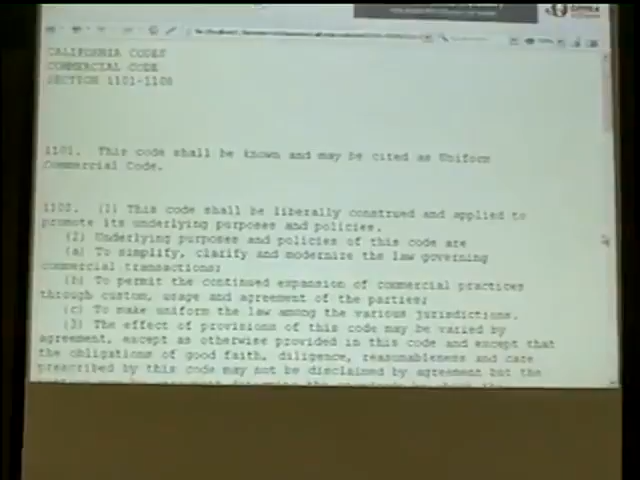 CALIFORNIA CODES
COMMERCIAL CODE
SECTION 1101-1108
1101. This code shall be known and may be cited as Uniform
Commercial Code.
1102. (1) This code shall be liberally construed and applied to
promote its underlying purposes and policies.
(2) Underlying purposes and policies of this code are
(a) To simplify, clarify and modernize the law governing
commercial transactions;
(b) To permit the continued expansion of commercial practices
through custom, usage and agreement of the parties;
(c) To make uniform the law among the various jurisdictions.
(3) The effect of provisions of this code may be varied by
agreement, except as otherwise provided in this code and except that
the obligations of good faith, diligence, reasonableness and care
prescribed by this code may not be disclaimed by agreement but the